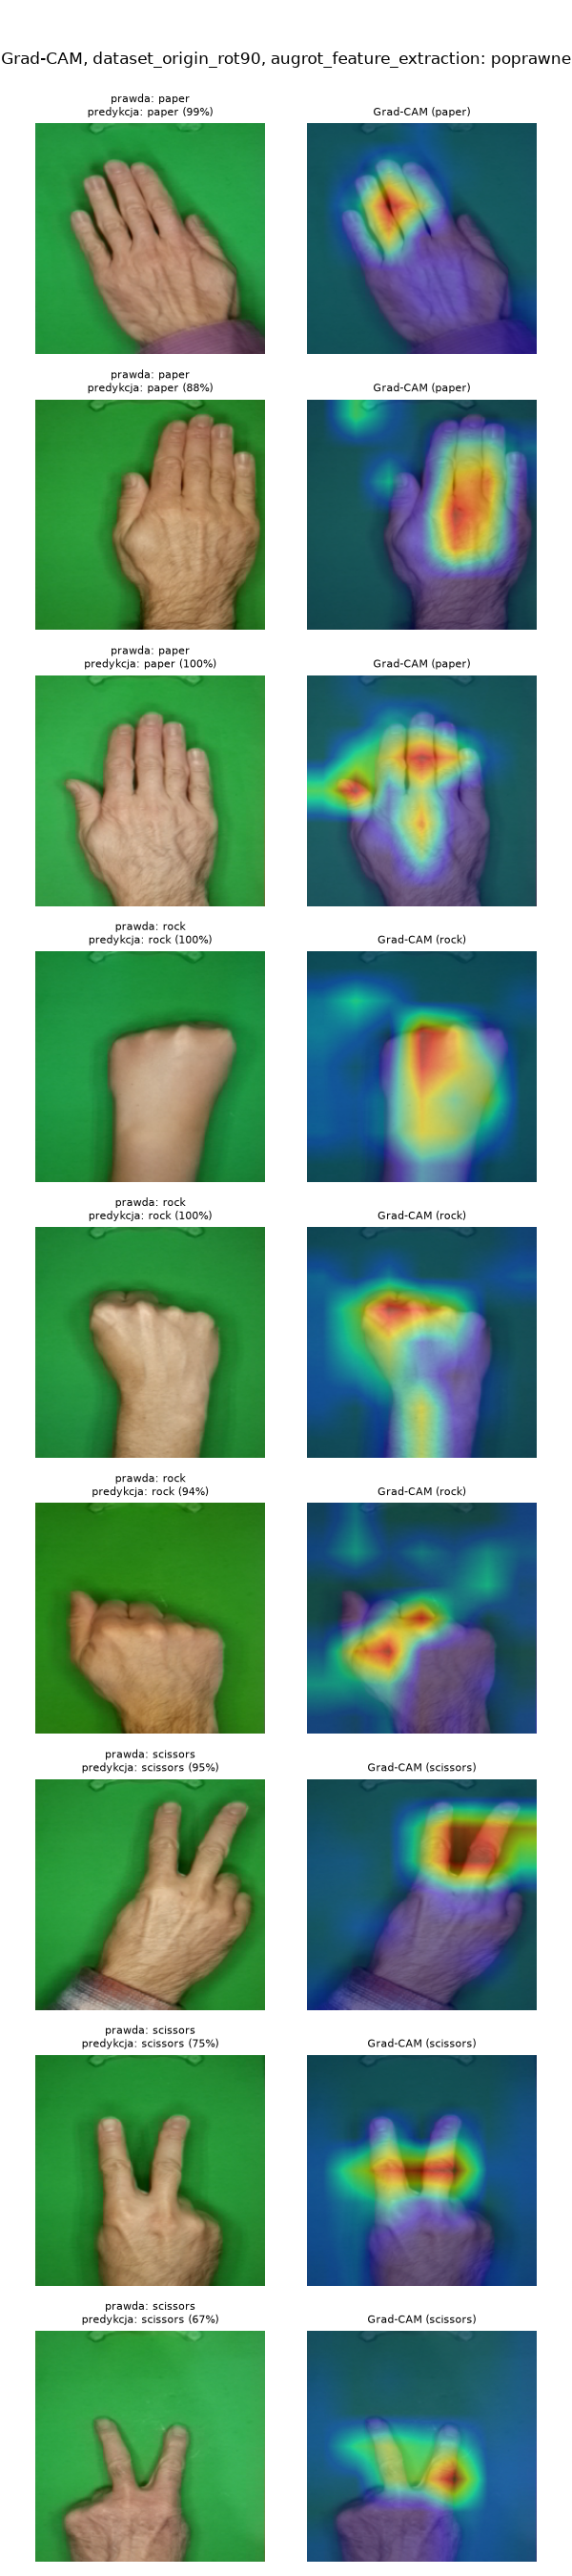 Grad-CAM, dataset_origin_rot90, augrot_feature_extraction: poprawne
prawda: paper
predykcja: paper (99%)
Grad-CAM (paper)
prawda: paper
predykcja: paper (88%)
Grad-CAM (paper)
prawda: paper
predykcja: paper (100%)
Grad-CAM (paper)
prawda: rock
predykcja: rock (100%)
Grad-CAM (rock)
prawda: rock
predykcja: rock (100%)
Grad-CAM (rock)
prawda: rock
predykcja: rock (94%)
Grad-CAM (rock)
prawda: scissors
predykcja: scissors (95%)
Grad-CAM (scissors)
prawda: scissors
predykcja: scissors (75%)
Grad-CAM (scissors)
prawda: scissors
predykcja: scissors (67%)
Grad-CAM (scissors)